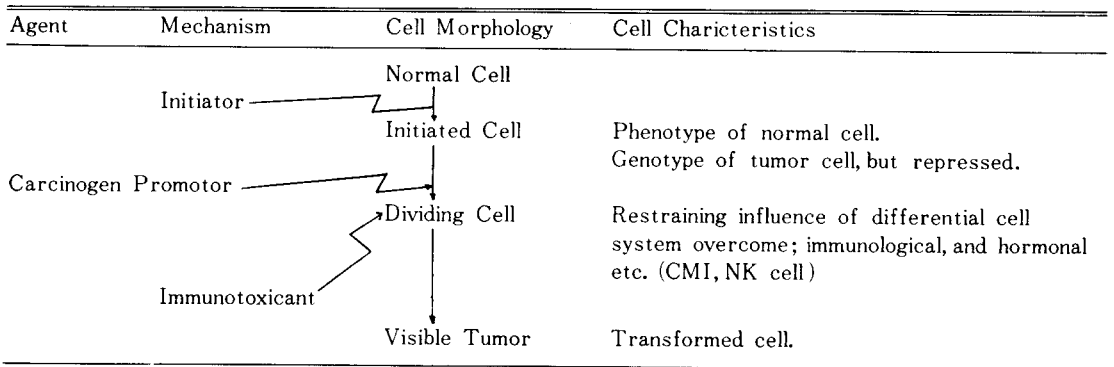 Agent Mechanism Cell Morphology Cell Charicteristics
Normal Cell
Initiator
Initiated Cell Phenotype of normal cell.
Genotype of tumor cell, but repressed.
Carcinogen Promotor
Dividing Cell Restraining influence of differential cell
system overcome; immunological, and hormonal
etc. (CMI, NK cell)
Immunotoxicant
Visible Tumor Transformed cell.